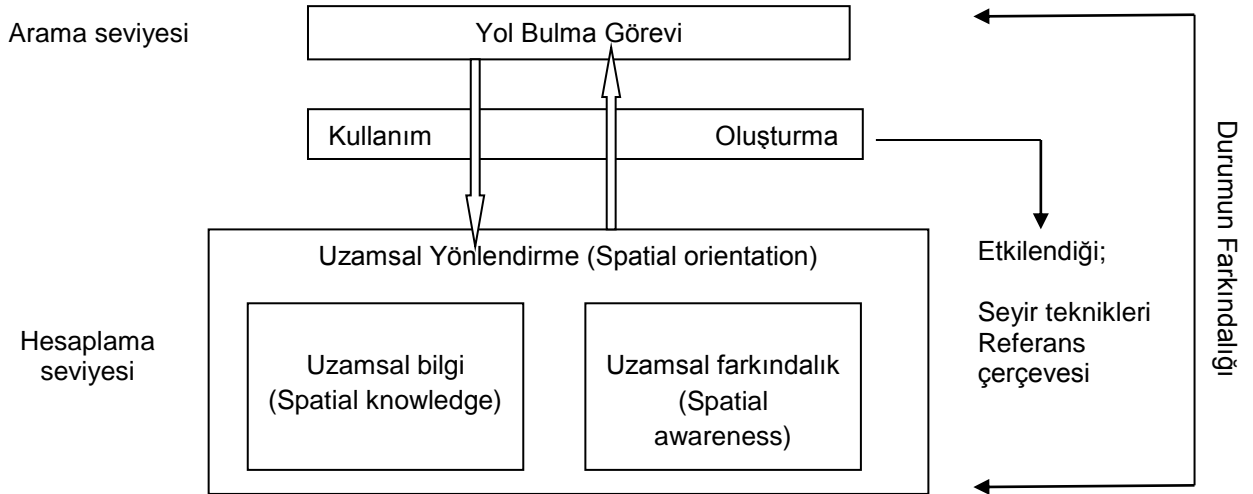 Arama seviyesi
Yol Bulma Görevi
Kullanım
Oluşturma
Uzamsal Yönlendirme (Spatial orientation)
Hesaplama
seviyesi
Uzamsal bilgi
(Spatial knowledge)
Uzamsal farkındalık
(Spatial
awareness)
Etkilendiği;
Seyir teknikleri
Referans
çerçevesi
Durumun Farkındalığı